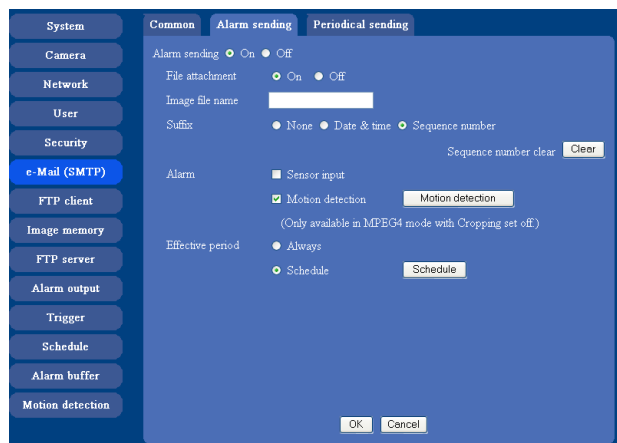 System
Camera
Network
User
Security
e-Mail (SMTP)
FTP client
Image memory
FTP server
Alarm output
Trigger
Schedule
Alarm buffer
Motion detection
Common Alarm sending Periodical sending
Alarm sending On Off
File attachment On Off
Image file name
Suffix None Date & time Sequence number
Sequence number clear Clear
Alarm Sensor input
Motion detection Motion detection
(Only available in MPEG4 mode with Cropping set off.)
Effective period Always
Schedule Schedule
OK Cancel